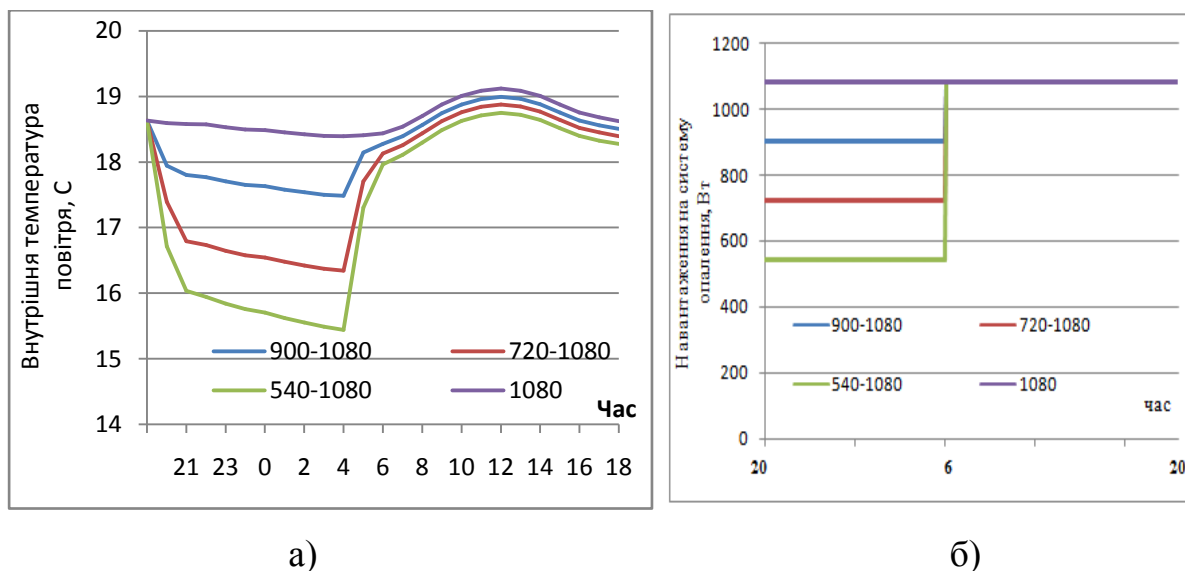 20
19
18
17
16
15
14
Внутрішня температура
повітря, С
900-1080
720-1080
540-1080
1080
Час
21 23 0 2 4 6 8 10 12 14 16 18
а)
1200
1000
800
600
400
200
0
Навантаження на систему
опалення, Вт
900-1080
720-1080
540-1080
1080
час
20 6 20
б)